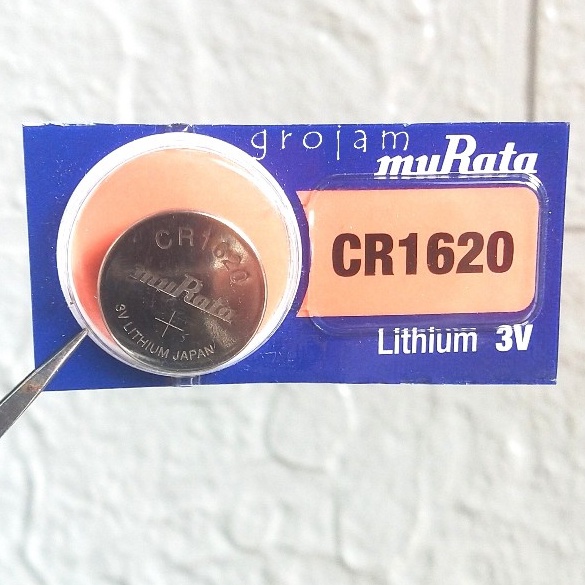 grojam
muRata
CR1620
Lithium 3V
CR1620
muRata
+
3V LITHIUM JAPAN